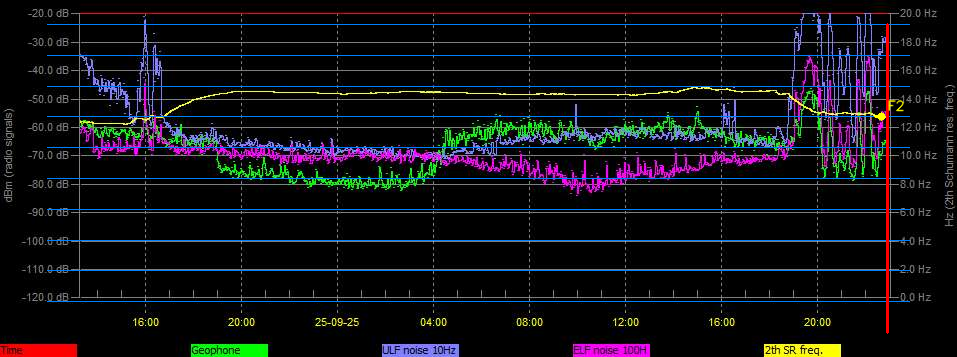 -20.0 dB 20.0 Hz
-30.0 dB 18.0 Hz
-40.0 dB 16.0 Hz
-50.0 dB 14.0 Hz
F2
-60.0 dB 12.0 Hz
-70.0 dB 10.0 Hz
-80.0 dB 8.0 Hz
-90.0 dB 6.0 Hz
-100.0 dB 4.0 Hz
-110.0 dB 2.0 Hz
-120.0 dB 0.0 Hz
dBm (radio signals)
Hz (2th Schumann res. freq.)
16:00 20:00 25-09-25 04:00 08:00 12:00 16:00 20:00
Time Geophone ULF noise 10Hz ELF noise 100H 2th SR freq.